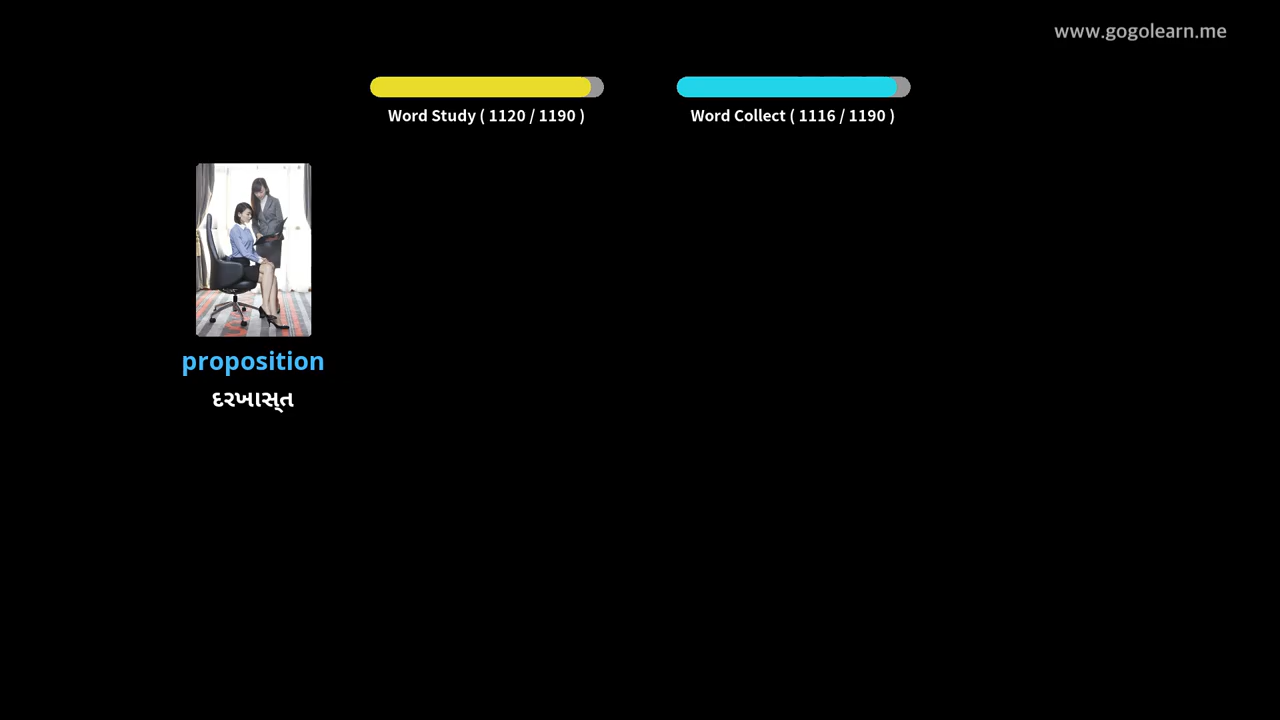 www.gogolearn.me
Word Study ( 1120 / 1190 )
Word Collect ( 1116 / 1190 )
proposition
દરખાસ્ત